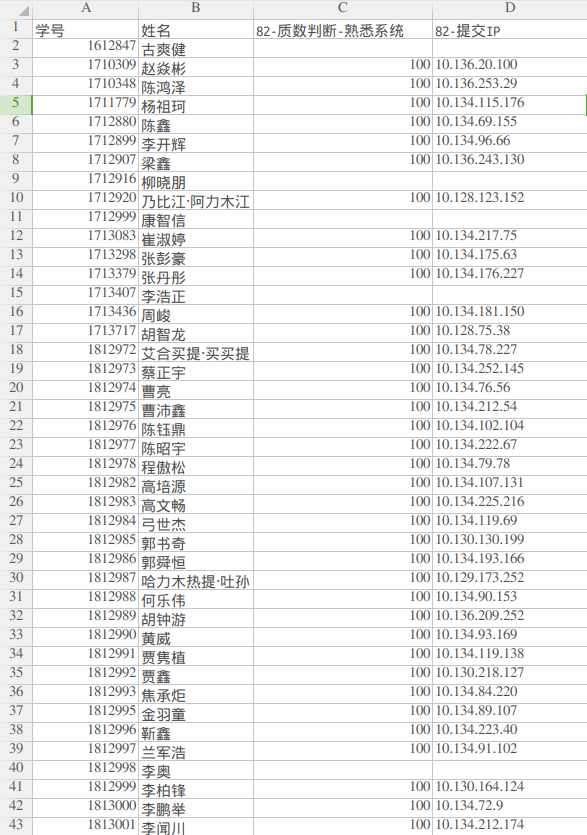 A B C D
1 学号 姓名 82-质数判断-熟悉系统 82-提交IP
2 1612847 古爽健
3 1710309 赵焱彬 100 10.136.20.100
4 1710348 陈鸿泽 100 10.136.253.29
5 1711779 杨祖珂 100 10.134.115.176
6 1712880 陈鑫 100 10.134.69.155
7 1712899 李开辉 100 10.134.96.66
8 1712907 梁鑫 100 10.136.243.130
9 1712916 柳晓朋
10 1712920 乃比江·阿力木江 100 10.128.123.152
11 1712999 康智信
12 1713083 崔淑婷 100 10.134.217.75
13 1713298 张彭豪 100 10.134.175.63
14 1713379 张丹彤 100 10.134.176.227
15 1713407 李浩正
16 1713436 周峻 100 10.134.181.150
17 1713717 胡智龙 100 10.128.75.38
18 1812972 艾合买提·买买提 100 10.134.78.227
19 1812973 蔡正宇 100 10.134.252.145
20 1812974 曹亮 100 10.134.76.56
21 1812975 曹沛鑫 100 10.134.212.54
22 1812976 陈钰鼎 100 10.134.102.104
23 1812977 陈昭宇 100 10.134.222.67
24 1812978 程傲松 100 10.134.79.78
25 1812982 高培源 100 10.134.107.131
26 1812983 高文畅 100 10.134.225.216
27 1812984 弓世杰 100 10.134.119.69
28 1812985 郭书奇 100 10.130.130.199
29 1812986 郭舜恒 100 10.134.193.166
30 1812987 哈力木热提·吐孙 100 10.129.173.252
31 1812988 何乐伟 100 10.134.90.153
32 1812989 胡钟游 100 10.136.209.252
33 1812990 黄威 100 10.134.93.169
34 1812991 贾隽植 100 10.134.119.138
35 1812992 贾鑫 100 10.130.218.127
36 1812993 焦承炬 100 10.134.84.220
37 1812995 金羽童 100 10.134.89.107
38 1812996 靳鑫 100 10.134.223.40
39 1812997 兰军浩 100 10.134.91.102
40 1812998 李奥
41 1812999 李柏锋 100 10.130.164.124
42 1813000 李鹏举 100 10.134.72.9
43 1813001 李闻川 100 10.134.212.174